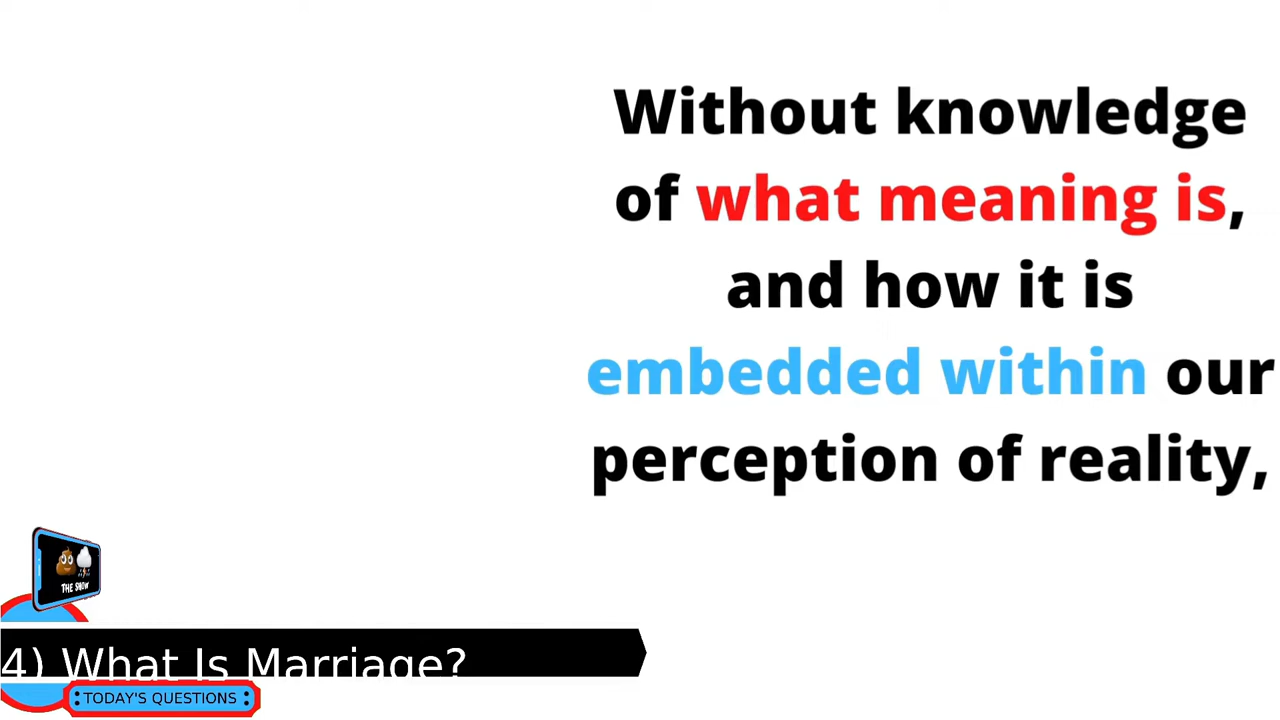 Without knowledge
of what meaning is,
and how it is
embedded within our
perception of reality,
THE SHOW
4) What Is Marriage?
TODAY'S QUESTIONS